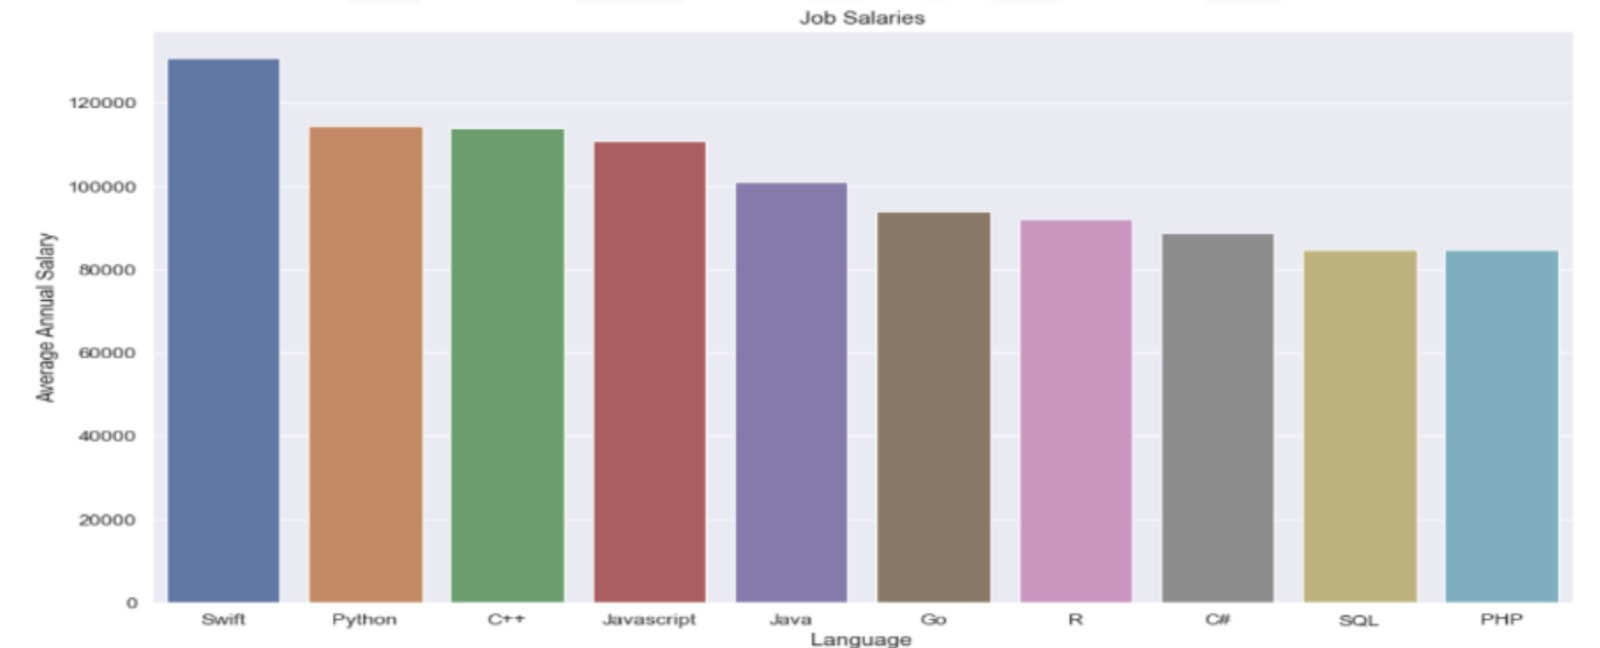 Job Salaries
Average Annual Salary
120000
100000
80000
60000
40000
20000
0
Swift Python C++ Javascript Java Go R C# SQL PHP
Language